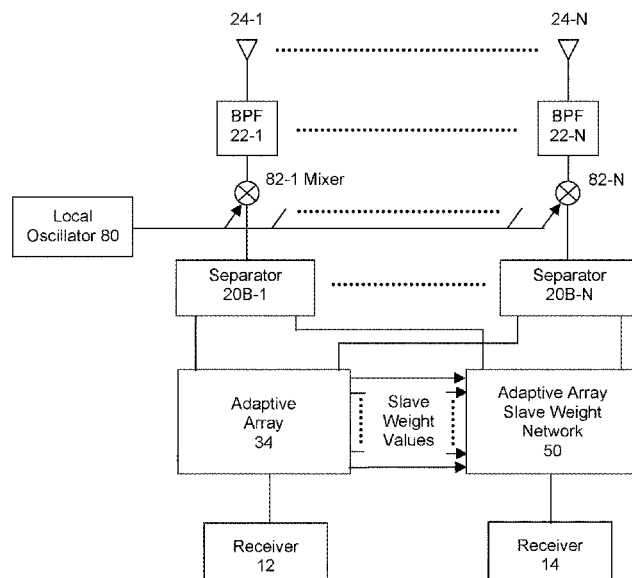 24-1
24-N
BPF
22-1
BPF
22-N
82-1 Mixer
82-N
Local
Oscillator 80
Separator
20B-1
Separator
20B-N
Adaptive
Array
34
Slave
Weight
Values
Adaptive Array
Slave Weight
Network
50
Receiver
12
Receiver
14